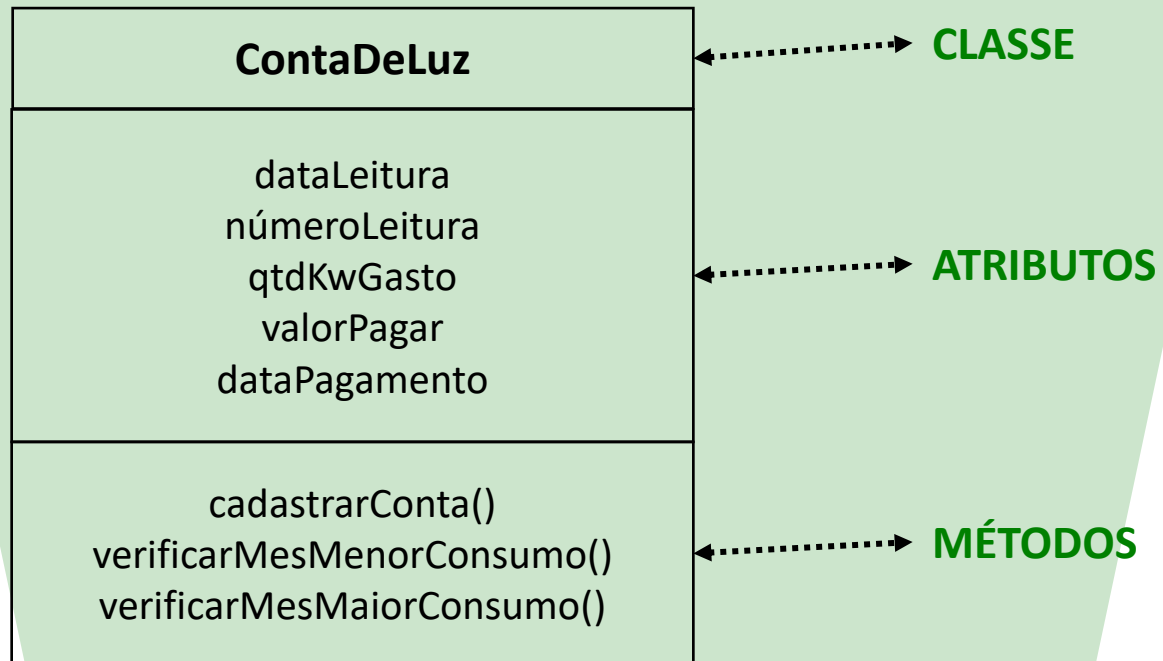 ContaDeLuz
CLASSE
dataLeitura
númeroLeitura
qtdKwGasto
valorPagar
dataPagamento
ATRIBUTOS
cadastrarConta()
verificarMesMenorConsumo()
verificarMesMaiorConsumo()
MÉTODOS